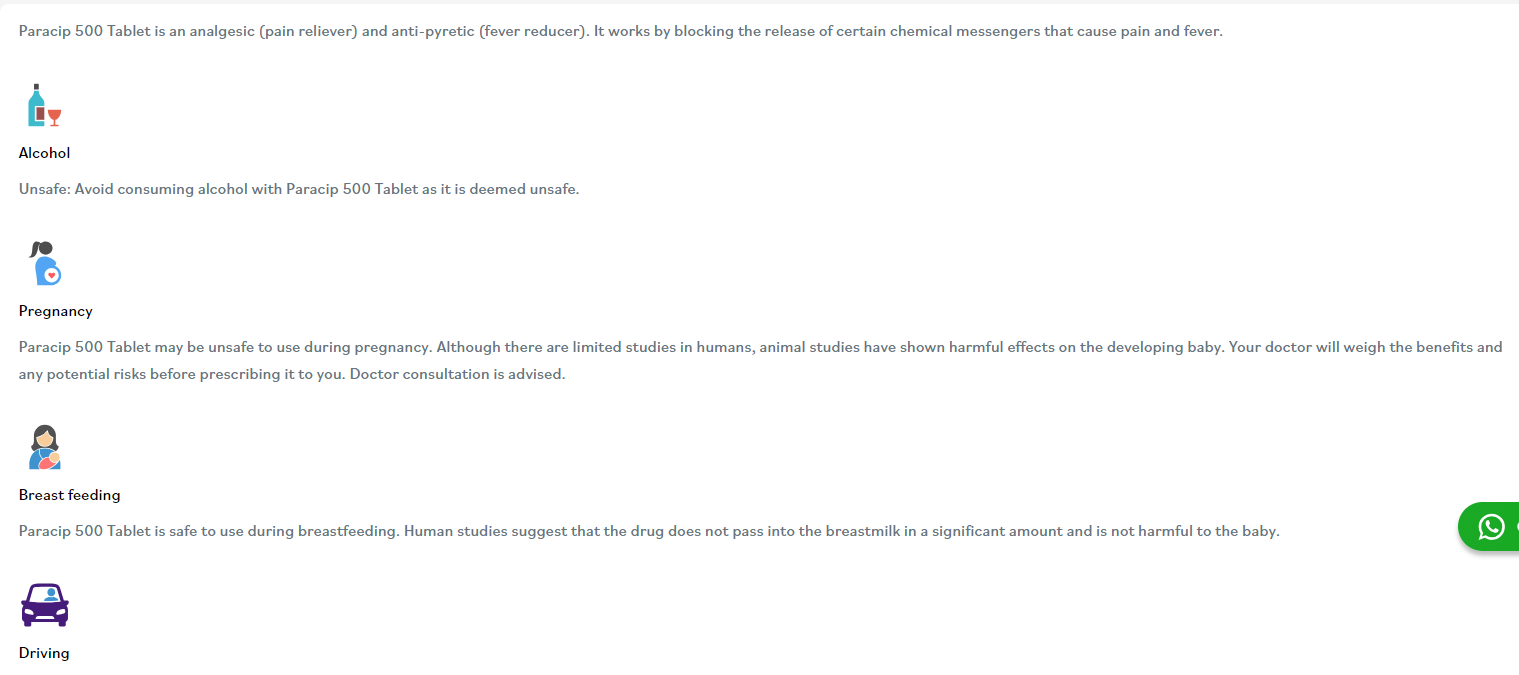 Paracip 500 Tablet is an analgesic (pain reliever) and anti-pyretic (fever reducer). It works by blocking the release of certain chemical messengers that cause pain and fever.
Alcohol
Unsafe: Avoid consuming alcohol with Paracip 500 Tablet as it is deemed unsafe.
Pregnancy
Paracip 500 Tablet may be unsafe to use during pregnancy. Although there are limited studies in humans, animal studies have shown harmful effects on the developing baby. Your doctor will weigh the benefits and
any potential risks before prescribing it to you. Doctor consultation is advised.
Breast feeding
Paracip 500 Tablet is safe to use during breastfeeding. Human studies suggest that the drug does not pass into the breastmilk in a significant amount and is not harmful to the baby.
Driving